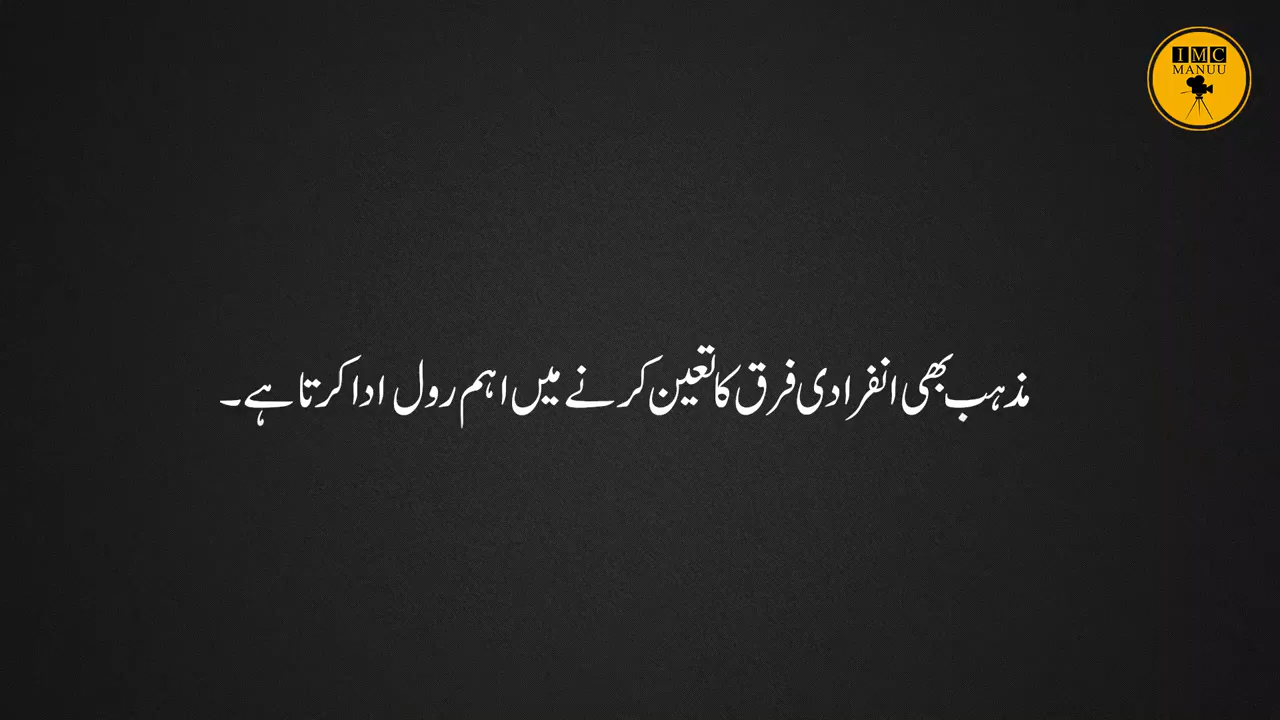 IMC
MANUU
مذہب بھی انفرادی فرق کا تعین کرنے میں اہم رول ادا کرتا ہے۔